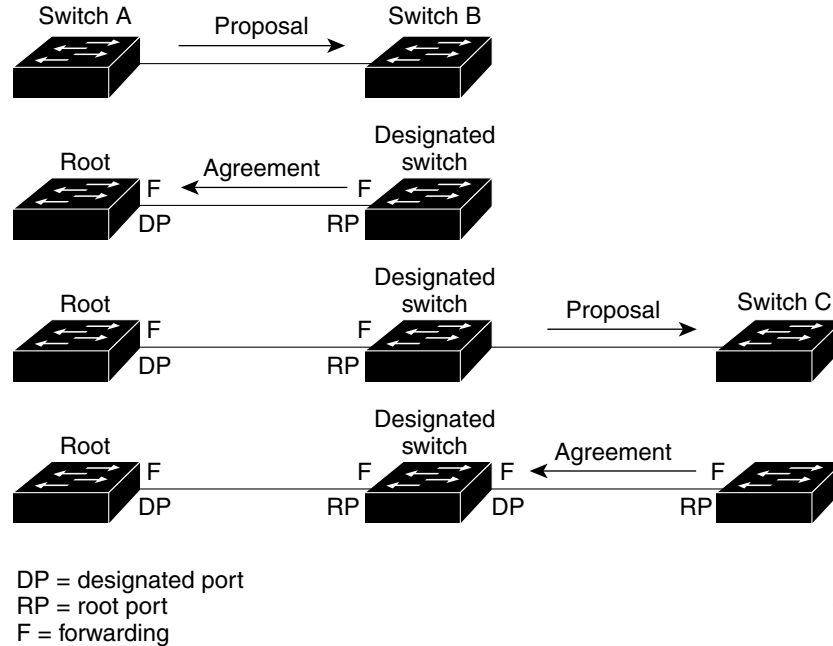 Switch A
Proposal
Switch B
Root
Agreement
Designated
switch
F
F
DP
RP
Root
Designated
switch
Proposal
Switch C
F
F
DP
RP
Root
Designated
switch
Agreement
F
F
F
F
DP
RP
DP
RP
DP = designated port
RP = root port
F = forwarding